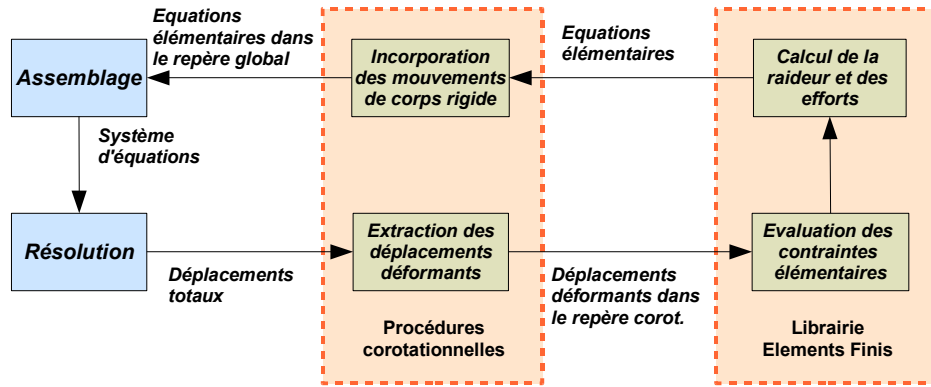 Equations
élémentaires dans
le repère global
Assemblage
Incorporation
des mouvements
de corps rigide
Equations
élémentaires
Calcul de la
raideur et des
efforts
Système
d'équations
Résolution
Déplacements
totaux
Extraction des
déplacements
déformants
Déplacements
déformants dans
le repère corot.
Evaluation des
contraintes
élémentaires
Procédures
corotationnelles
Librairie
Elements Finis